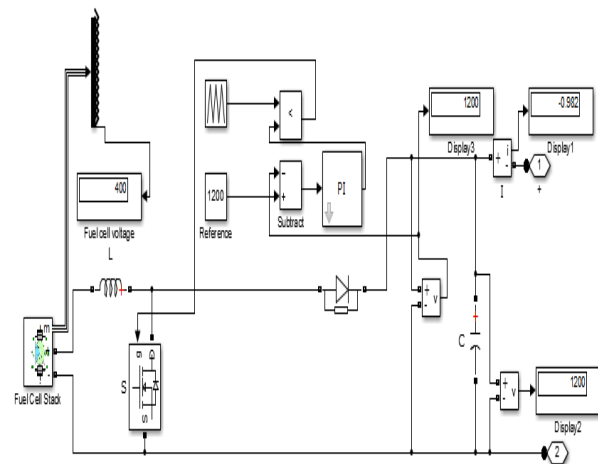 1200
Display3
-0.982
Display1
<
i
+
-
I
1
+
400
Fuel cell voltage
1200
Reference
-
+
Subtract
PI
L
+
-
v
m
+
-
Fuel Cell Stack
g
D
S
S
+
C
+
-
v
1200
Display2
2
-